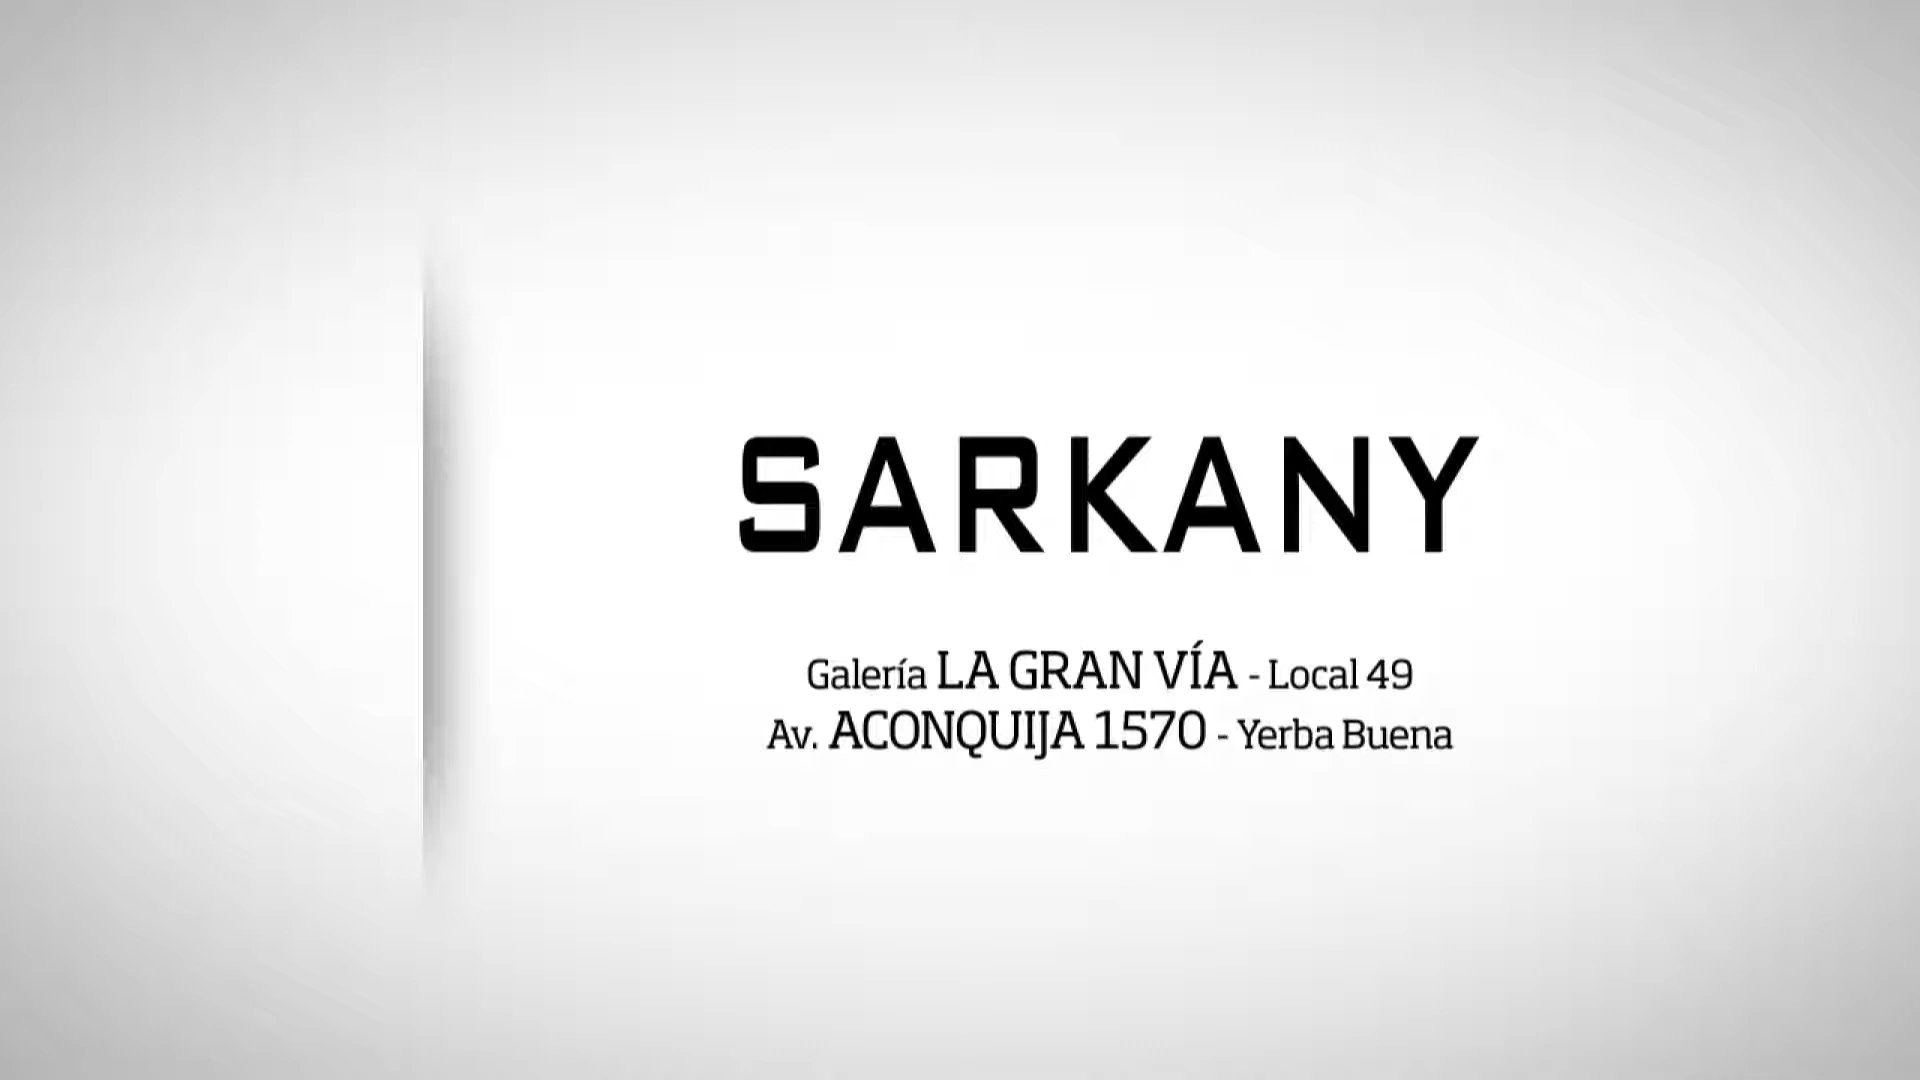 SARKANY
Galería LA GRAN VÍA - Local 49
Av. ACONQUIJA 1570 - Yerba Buena